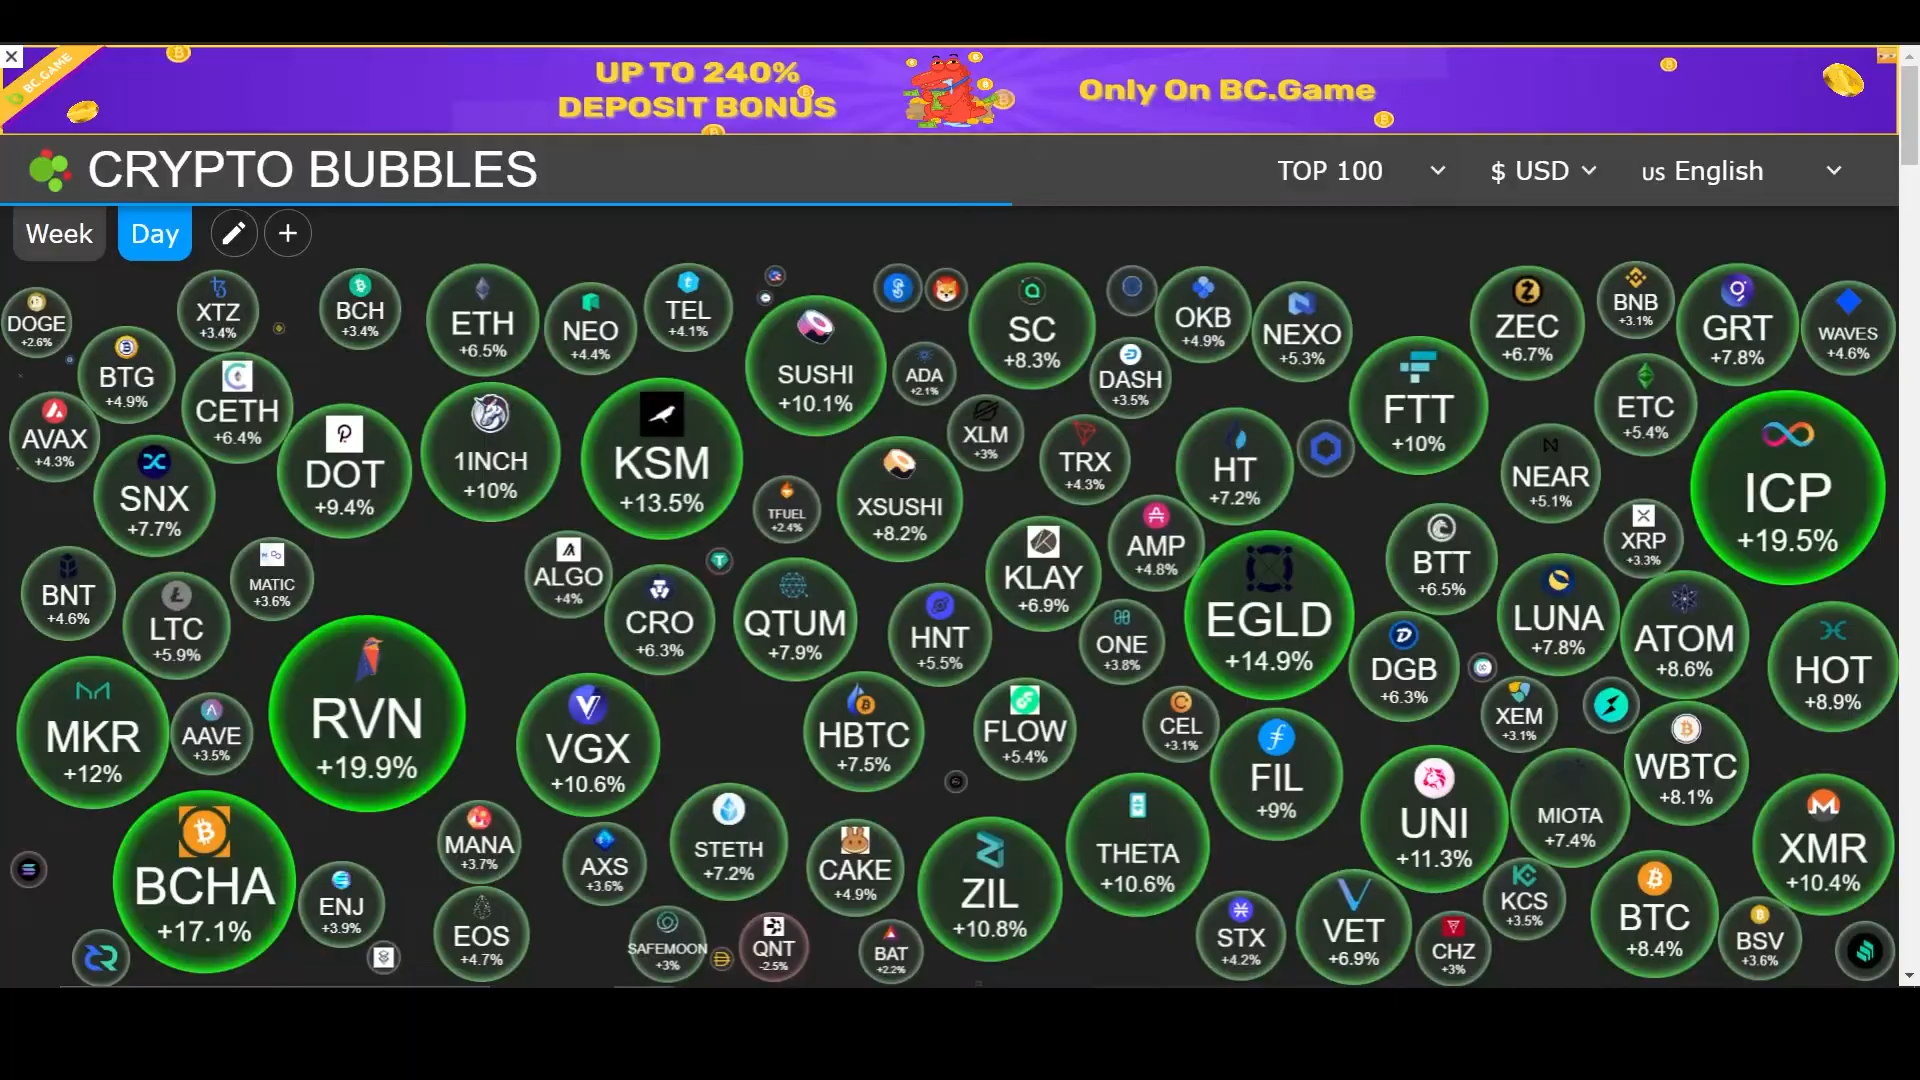 BC.GAME
UP TO 240%
DEPOSIT BONUS
Only On BC.Game
CRYPTO BUBBLES
TOP 100
$ USD
us English
Week
Day
DOGE
+2.6%
XTZ
+3.4%
BCH
+3.4%
ETH
+6.5%
NEO
+4.4%
TEL
+4.1%
SUSHI
+10.1%
ADA
+2.1%
SC
+8.3%
DASH
+3.5%
OKB
+4.9%
NEXO
+5.3%
ZEC
+6.7%
BNB
+3.1%
GRT
+7.8%
WAVES
+4.6%
BTG
+4.9%
CETH
+6.4%
AVAX
+4.3%
SNX
+7.7%
DOT
+9.4%
1INCH
+10%
KSM
+13.5%
TFUEL
+2.4%
XSUSHI
+8.2%
XLM
+3%
TRX
+4.3%
HT
+7.2%
FTT
+10%
ETC
+5.4%
NEAR
+5.1%
ICP
+19.5%
BNT
+4.6%
LTC
+5.9%
MATIC
+3.6%
ALGO
+4%
CRO
+6.3%
QTUM
+7.9%
HNT
+5.5%
KLAY
+6.9%
AMP
+4.8%
ONE
+3.8%
EGLD
+14.9%
BTT
+6.5%
DGB
+6.3%
LUNA
+7.8%
XRP
+3.3%
ATOM
+8.6%
HOT
+8.9%
MKR
+12%
AAVE
+3.5%
RVN
+19.9%
VGX
+10.6%
HBTC
+7.5%
FLOW
+5.4%
CEL
+3.1%
FIL
+9%
XEM
+3.1%
WBTC
+8.1%
UNI
+11.3%
MIOTA
+7.4%
XMR
+10.4%
BCHA
+17.1%
ENJ
+3.9%
MANA
+3.7%
EOS
+4.7%
AXS
+3.6%
STETH
+7.2%
CAKE
+4.9%
ZIL
+10.8%
THETA
+10.6%
SAFEMOON
+3%
QNT
-2.5%
BAT
+2.2%
STX
+4.2%
VET
+6.9%
CHZ
+3%
KCS
+3.5%
BTC
+8.4%
BSV
+3.6%